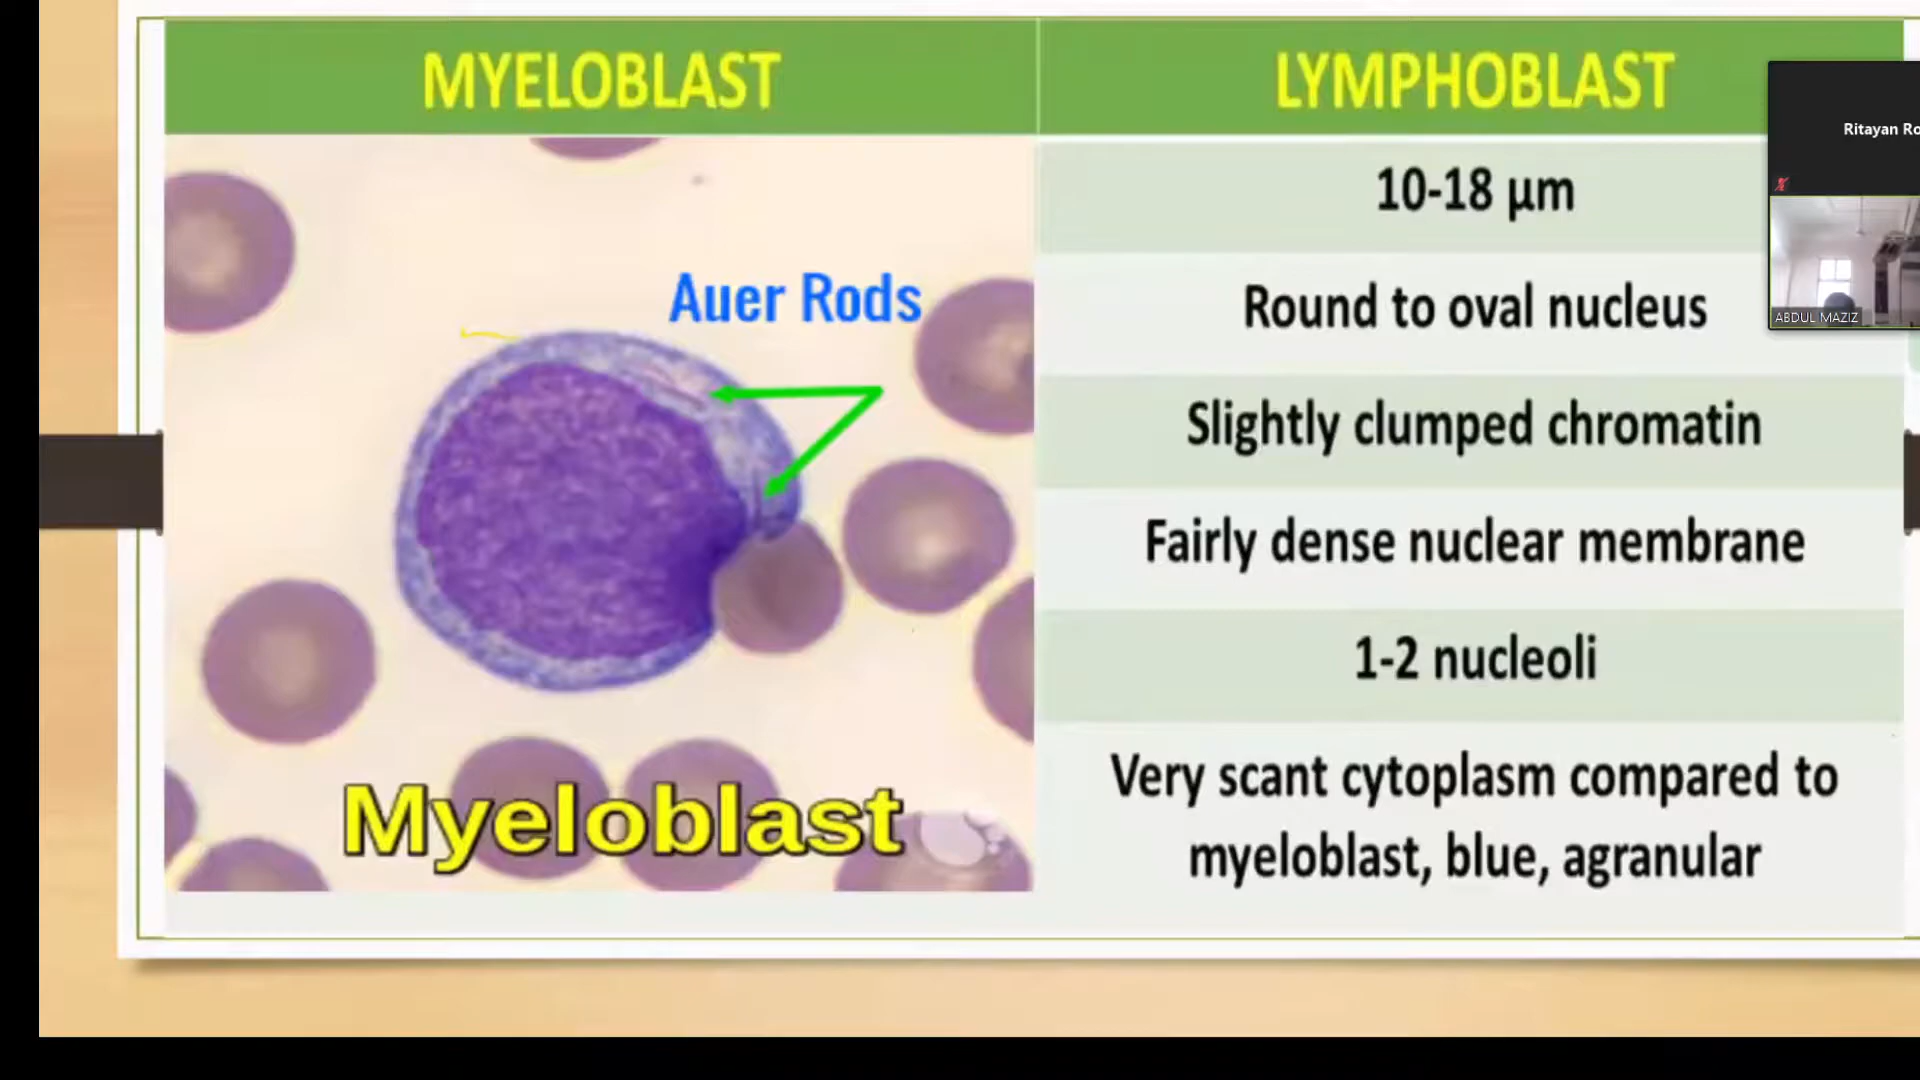 MYELOBLAST
LYMPHOBLAST
Auer Rods
Myeloblast
10-18 µm
Round to oval nucleus
Slightly clumped chromatin
Fairly dense nuclear membrane
1-2 nucleoli
Very scant cytoplasm compared to
myeloblast, blue, agranular
Ritayan Ro
ABDUL MAZIZ